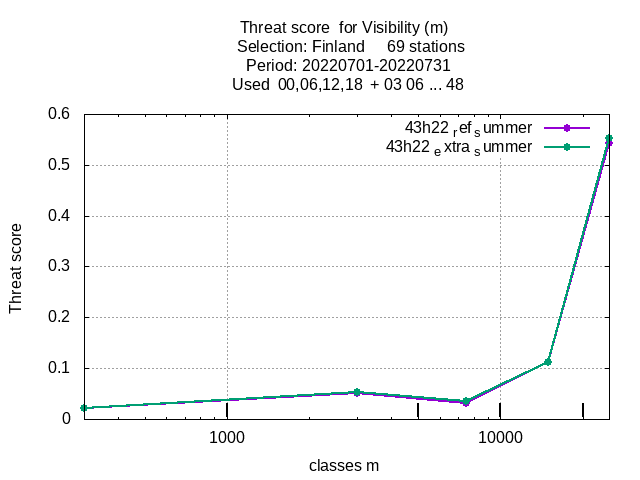 Threat score  for Visibility (m)
Selection: Finland     69 stations
Period: 20220701-20220731
Used  00,06,12,18  + 03 06 ... 48
43h22 ref summer
43h22 extra summer
0.6
0.5
0.4
0.3
0.2
0.1
0
Threat score
1000
10000
classes m